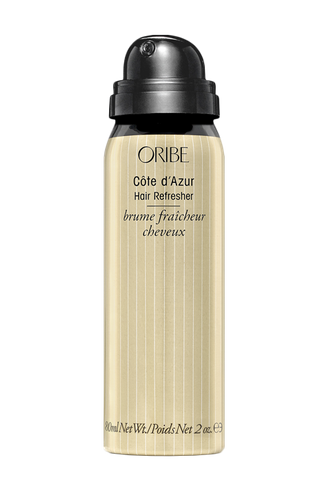 ORIBE
Côte d'Azur
Hair Refresher
brume fraîcheur
cheveux
80ml Net Wt./Poids Net 2 oz. ℮